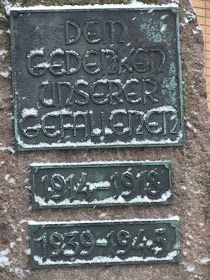 DEM
GEDENKEN
UNSERER
GEFALLENEN
1914-1918
1939-1945